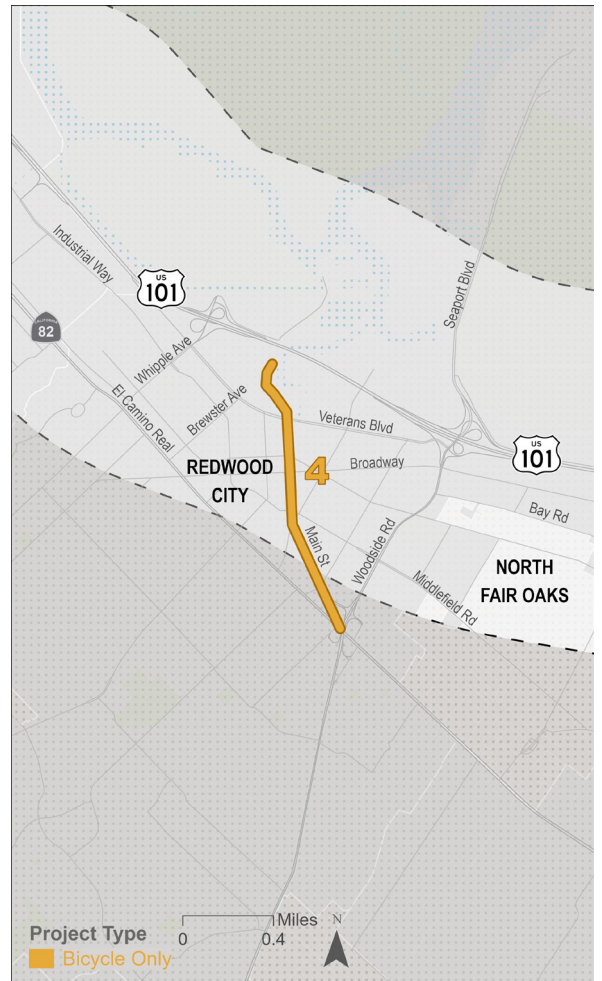 Industrial Way
US
101
Seaport Blvd
CALIFORNIA
82
Whipple Ave
El Camino Real
Brewster Ave
Veterans Blvd
US
101
REDWOOD
CITY
4
Broadway
Bay Rd
Main St
Woodside Rd
Middlefield Rd
NORTH
FAIR OAKS
Project Type
Bicycle Only
Miles
0
0.4
N